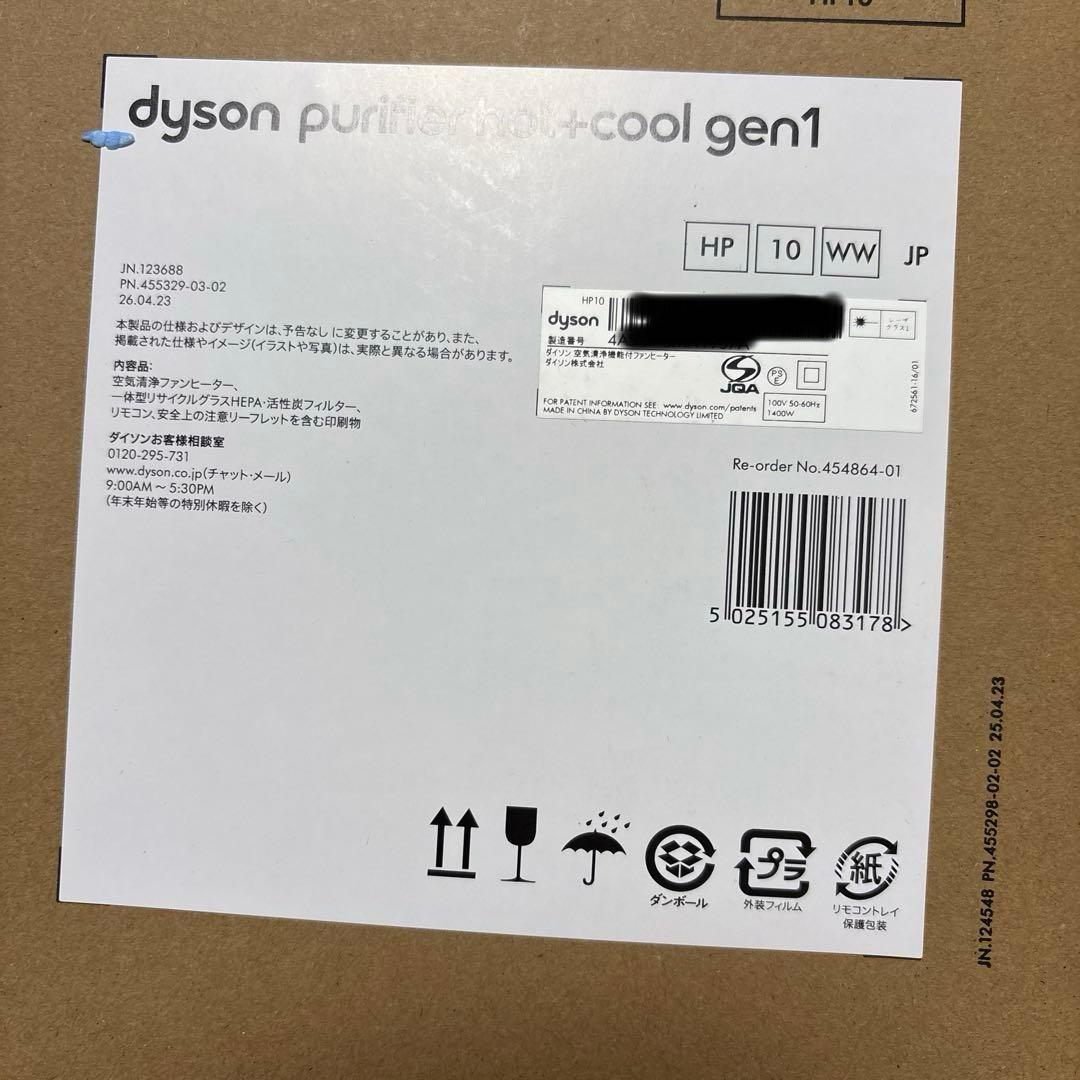 HP10
dyson purifier hot+cool gen1
HP 10 WW JP
JN.123688
PN.455329-03-02
26.04.23
本製品の仕様およびデザインは、予告なしに変更することがあり、また、
掲載された仕様やイメージ(イラストや写真)は、実際と異なる場合があります。
内容品:
空気清浄ファンヒーター、
一体型リサイクルグラスHEPA・活性炭フィルター、
リモコン、安全上の注意リーフレットを含む印刷物
ダイソンお客様相談室
0120-295-731
www.dyson.co.jp(チャット・メール)
9:00AM～5:30PM
(年末年始等の特別休暇を除く)
HP10
dyson
製造番号 4A
ダイソン 空気清浄機能付ファンヒーター
ダイソン株式会社
JQA
PS
E
レーザ
クラス1
FOR PATENT INFORMATION SEE: www.dyson.com/patents
MADE IN CHINA BY DYSON TECHNOLOGY LIMITED
100V 50-60Hz
1400W
672561-16/01
Re-order No.454864-01
5 025155 083178 >
ダンボール
プラ
外装フィルム
紙
リモコントレイ
保護包装
JN.124548 PN.455298-02-02 25.04.23